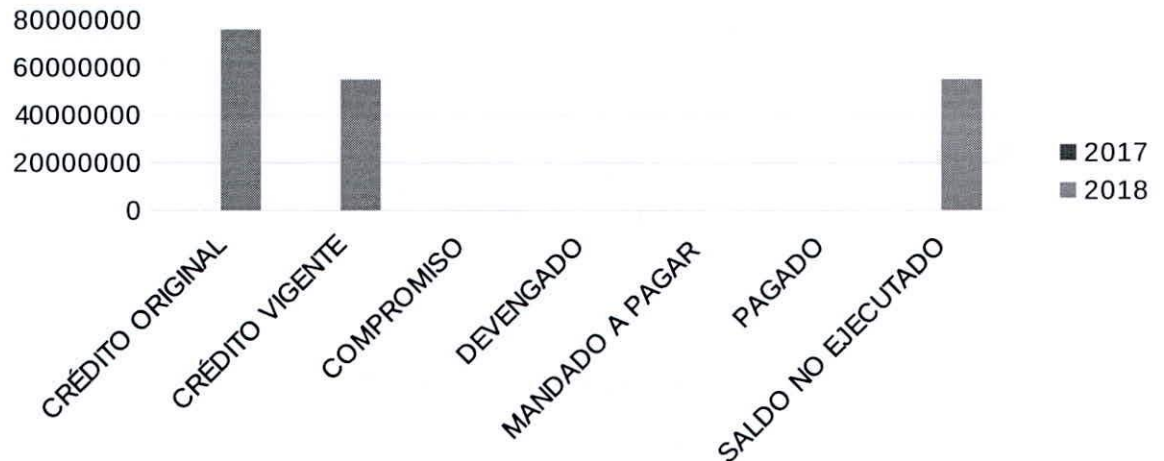 80000000
60000000
40000000
20000000
0
CRÉDITO ORIGINAL
CRÉDITO VIGENTE
COMPROMISO
DEVENGADO
MANDADO A PAGAR
PAGADO
SALDO NO EJECUTADO
2017
2018